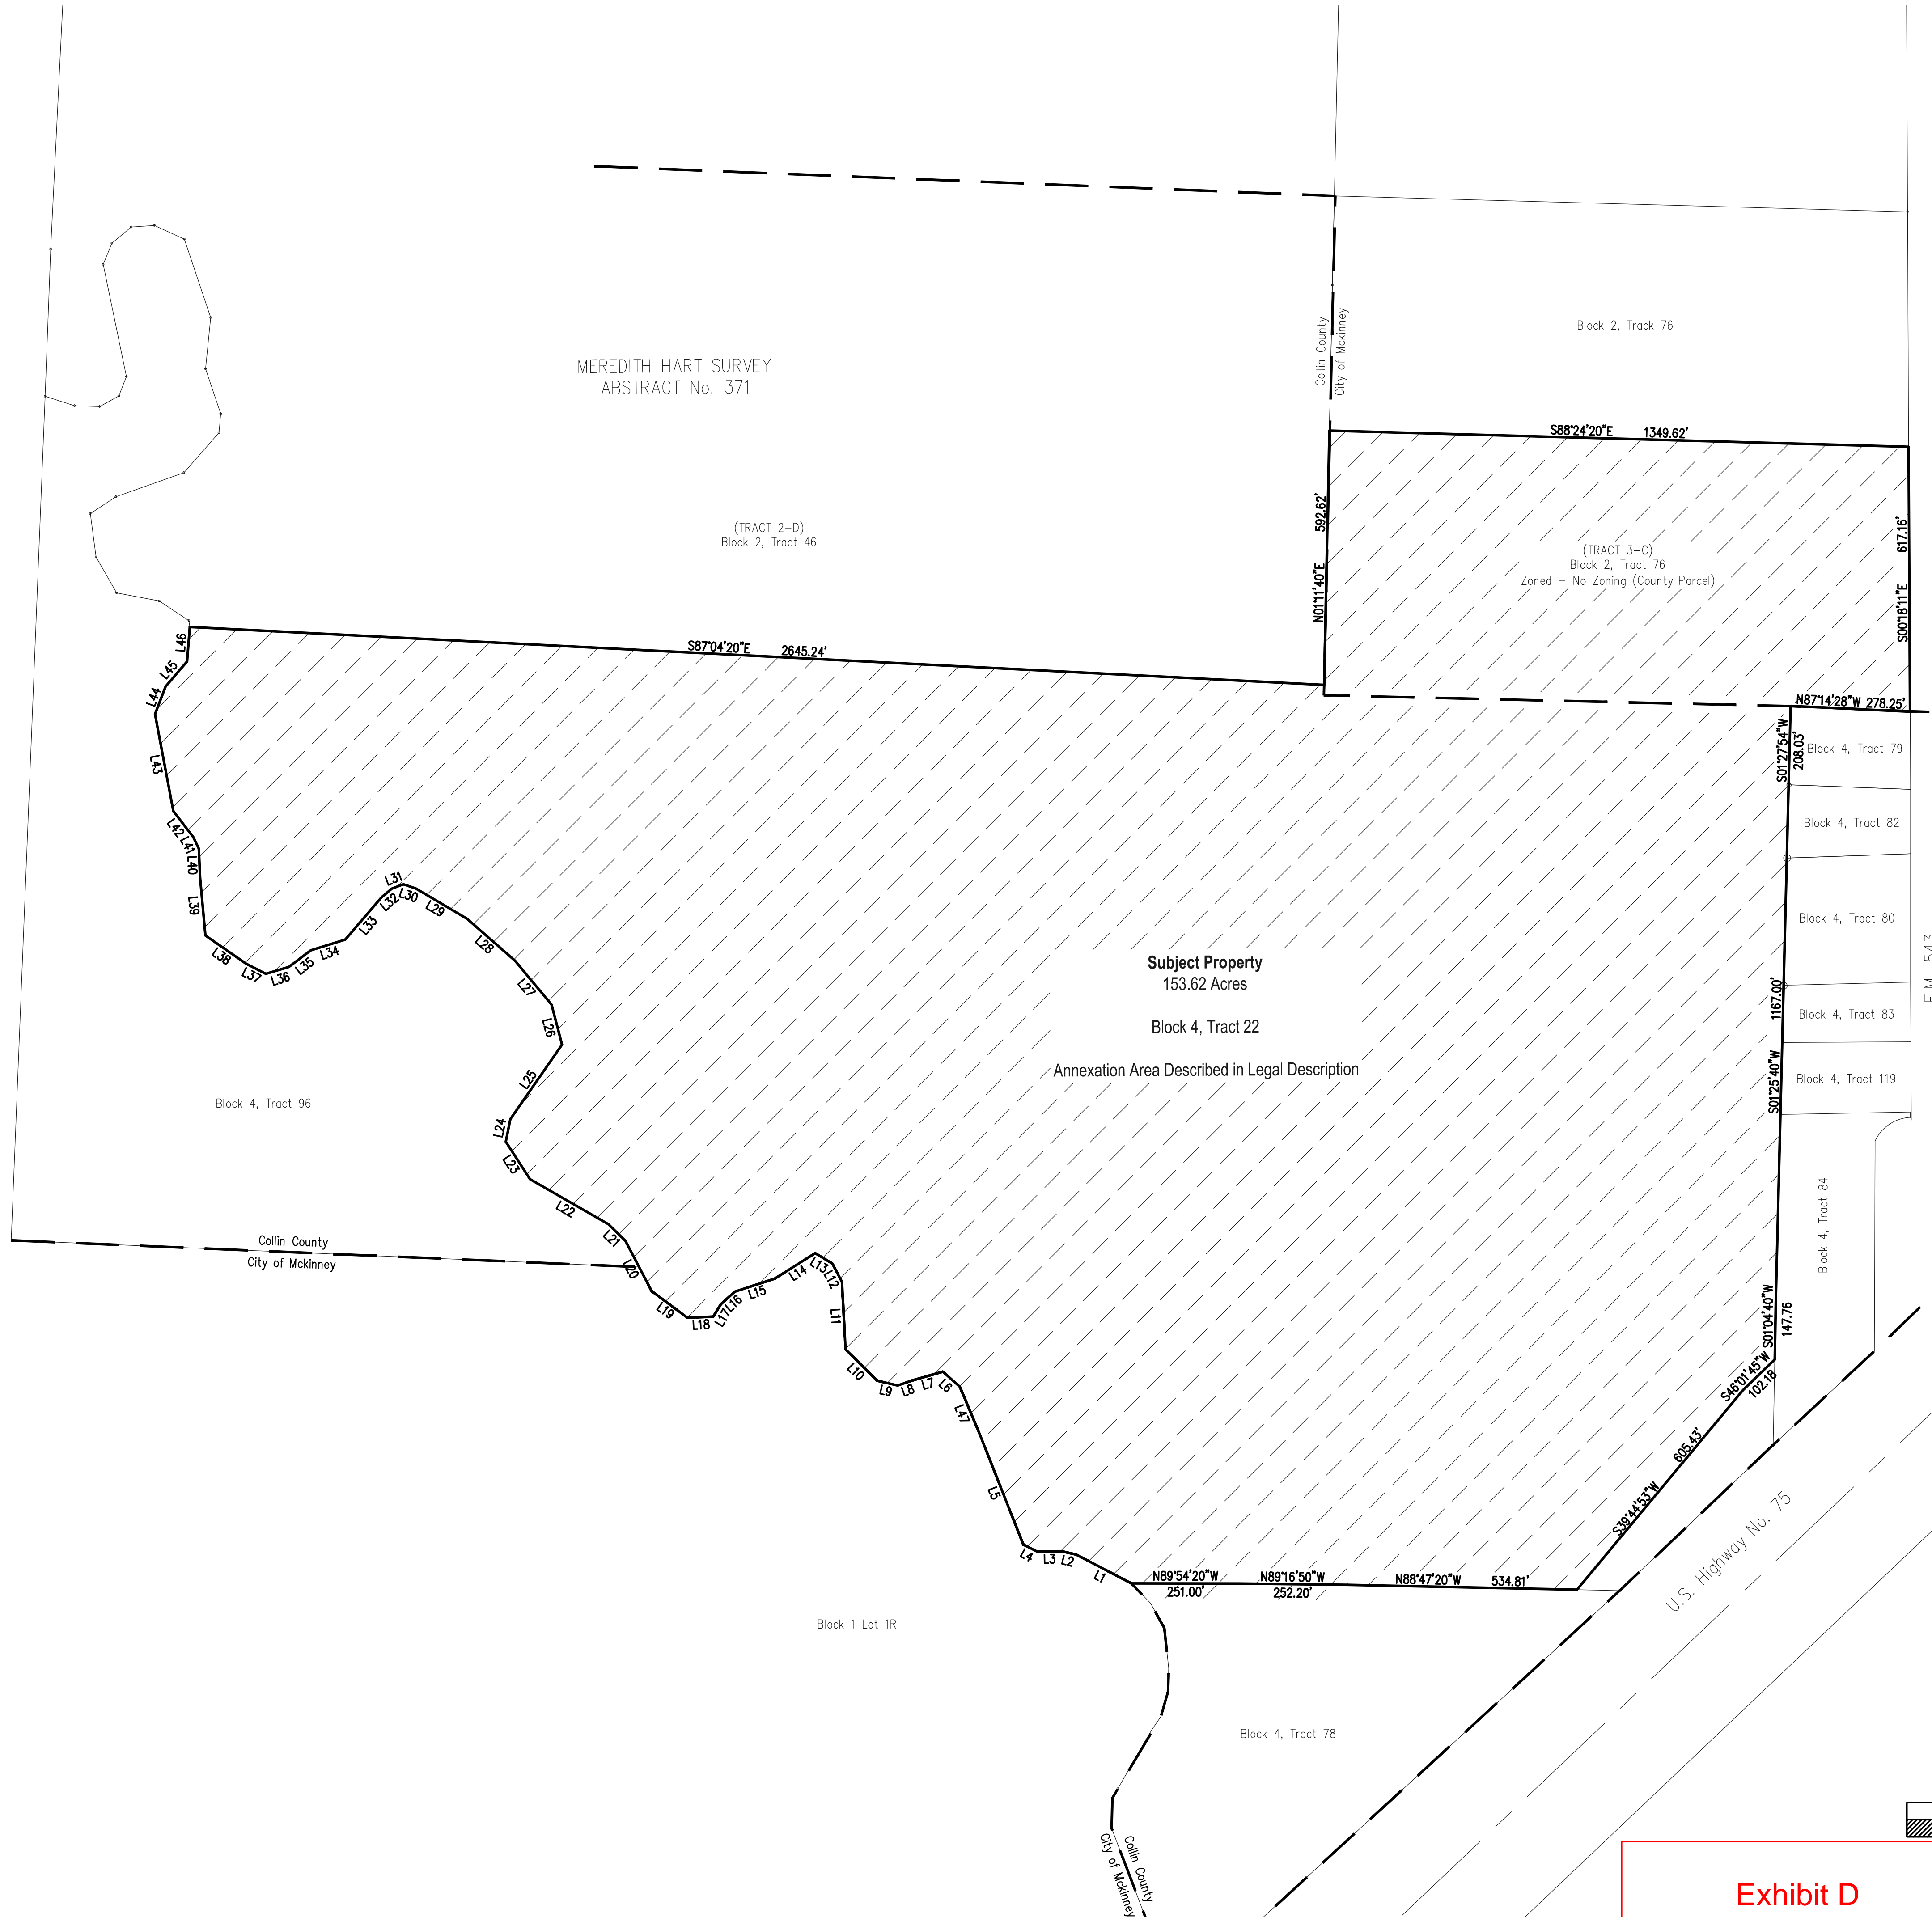 Collin County
City of Mckinney
Block 2, Track 76
MEREDITH HART SURVEY
ABSTRACT No. 371
S88°24'20"E 1349.62'
592.62'
N01°11'40"E
(TRACT 2-D)
Block 2, Tract 46
(TRACT 3-C)
Block 2, Tract 76
Zoned - No Zoning (County Parcel)
617.16'
S00°18'11"E
S87°04'20"E 2645.24'
N87°14'28"W 278.25'
S01°27'54"W
208.03'
Block 4, Tract 79
Block 4, Tract 82
Block 4, Tract 80
Block 4, Tract 83
Block 4, Tract 119
Block 4, Tract 84
F.M. 543
1167.00'
S01°25'40"W
S01°04'40"W
147.76
S46°01'45"W
102.18
605.43'
S39°44'53"W
Subject Property
153.62 Acres
Block 4, Tract 22
Annexation Area Described in Legal Description
L46
L45
L44
L43
L42
L41
L40
L39
L38
L37
L36
L35
L34
L33
L32
L31
L30
L29
L28
L27
L26
L25
L24
L23
L22
L21
L20
L19
L18
L17
L16
L15
L14
L13
L12
L11
L10
L9
L8
L7
L6
L47
L5
L4
L3
L2
L1
Block 4, Tract 96
Collin County
City of Mckinney
N89°54'20"W
251.00'
N89°16'50"W
252.20'
N88°47'20"W 534.81'
U.S. Highway No. 75
Block 1 Lot 1R
Block 4, Tract 78
Collin County
City of Mckinney
Exhibit D